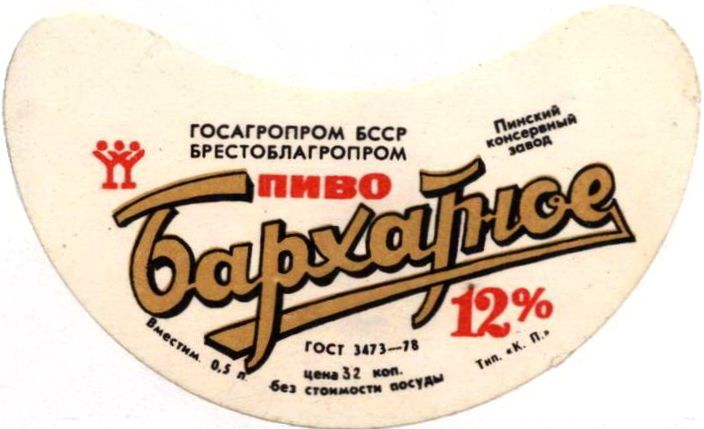 ГОСАГРОПРОМ БССР
БРЕСТОБЛАГРОПРОМ
Пинский
консервный
завод
ПИВО
Бархатное
12%
Вместим. 0,5 л.
ГОСТ 3473—78
цена 32 коп.
без стоимости посуды
Тип. «К. П.»